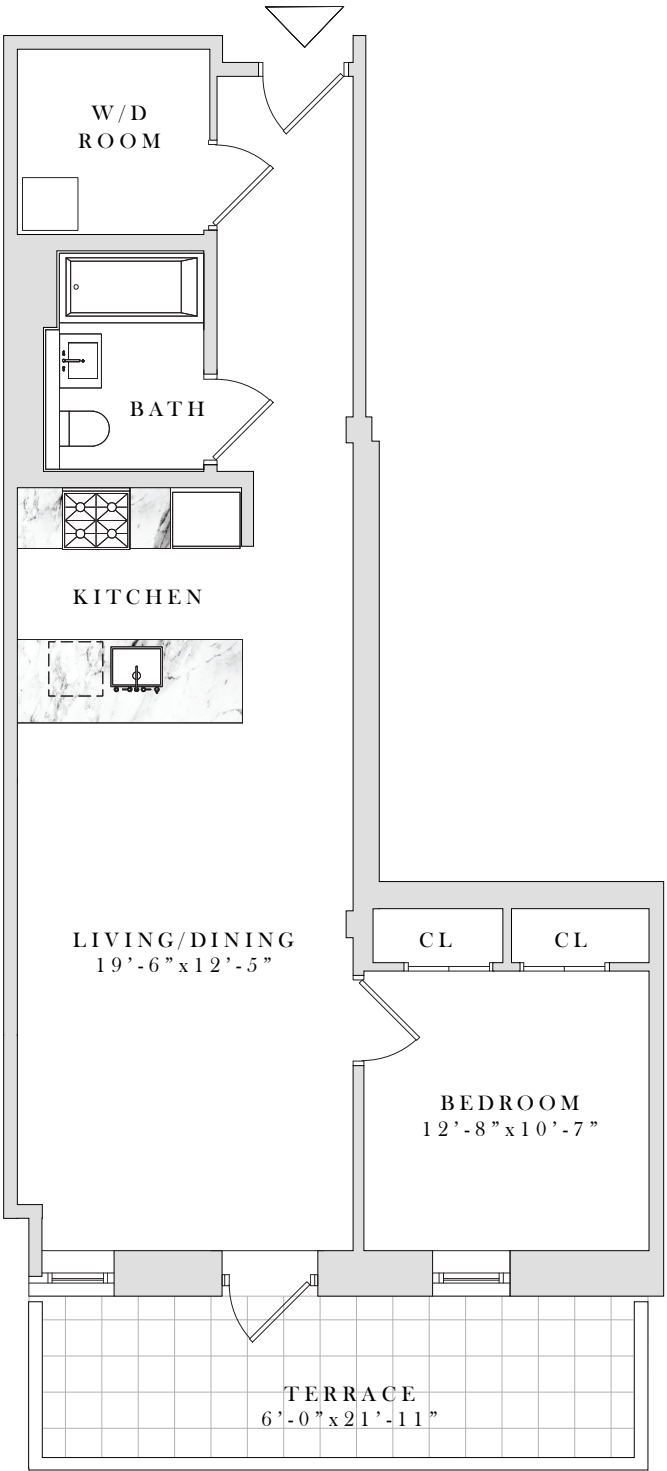 W/D
ROOM
BATH
KITCHEN
LIVING/DINING
19'-6”x12'-5”
CL
CL
BEDROOM
12'-8”x10'-7”
TERRACE
6'-0”x21'-11”